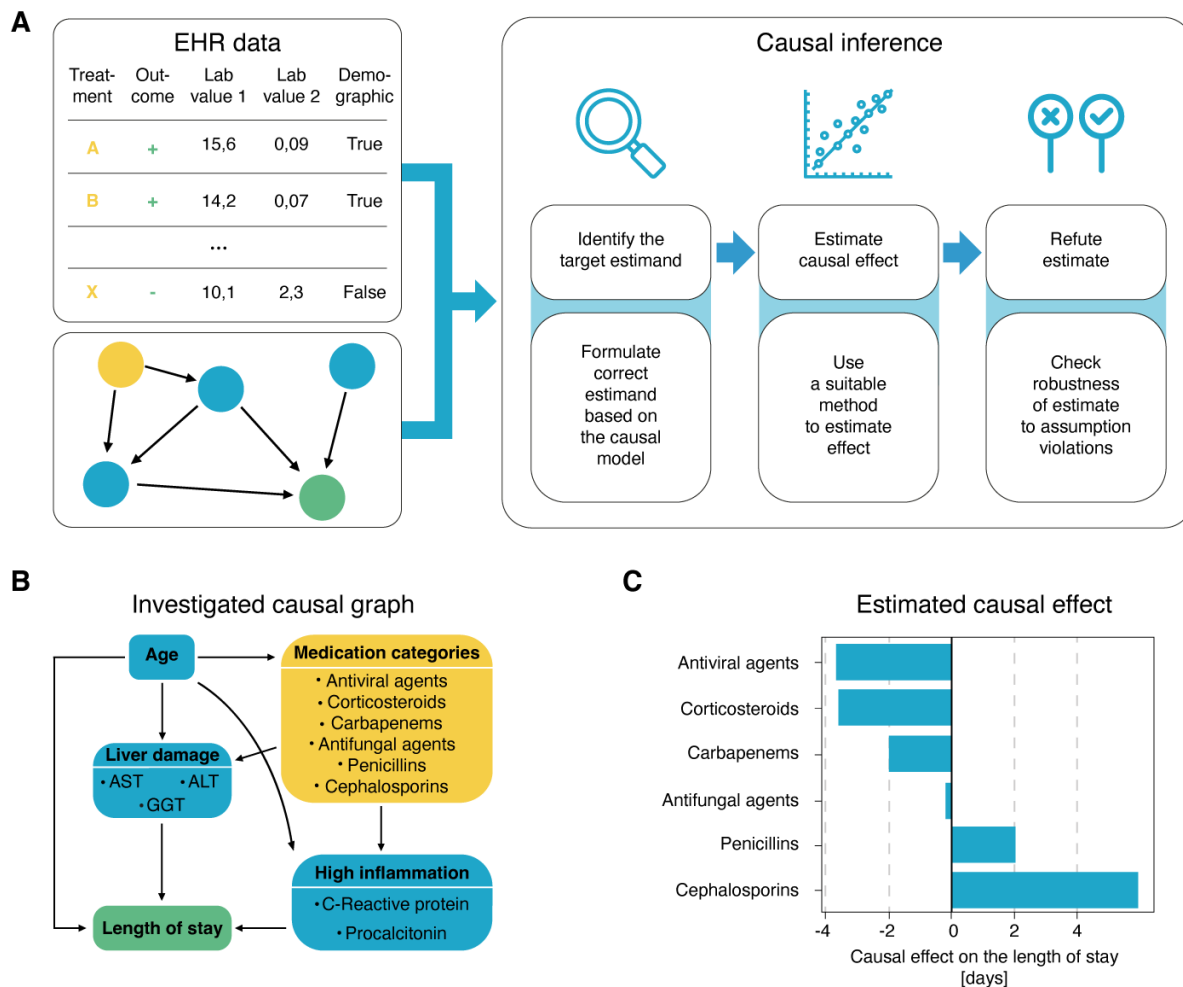 A
EHR data
Treat-
ment
Out-
come
Lab
value 1
Lab
value 2
Demo-
graphic
A + 15,6 0,09 True
B + 14,2 0,07 True
...
X - 10,1 2,3 False
Causal inference
Identify the
target estimand
Estimate
causal effect
Refute
estimate
Formulate
correct
estimand
based on
the causal
model
Use
a suitable
method
to estimate
effect
Check
robustness
of estimate
to assumption
violations
B
Investigated causal graph
Age
Medication categories
• Antiviral agents
• Corticosteroids
• Carbapenems
• Antifungal agents
• Penicillins
• Cephalosporins
Liver damage
• AST • ALT
• GGT
High inflammation
• C-Reactive protein
• Procalcitonin
Length of stay
C
Estimated causal effect
Antiviral agents
Corticosteroids
Carbapenems
Antifungal agents
Penicillins
Cephalosporins
-4 -2 0 2 4
Causal effect on the length of stay
[days]